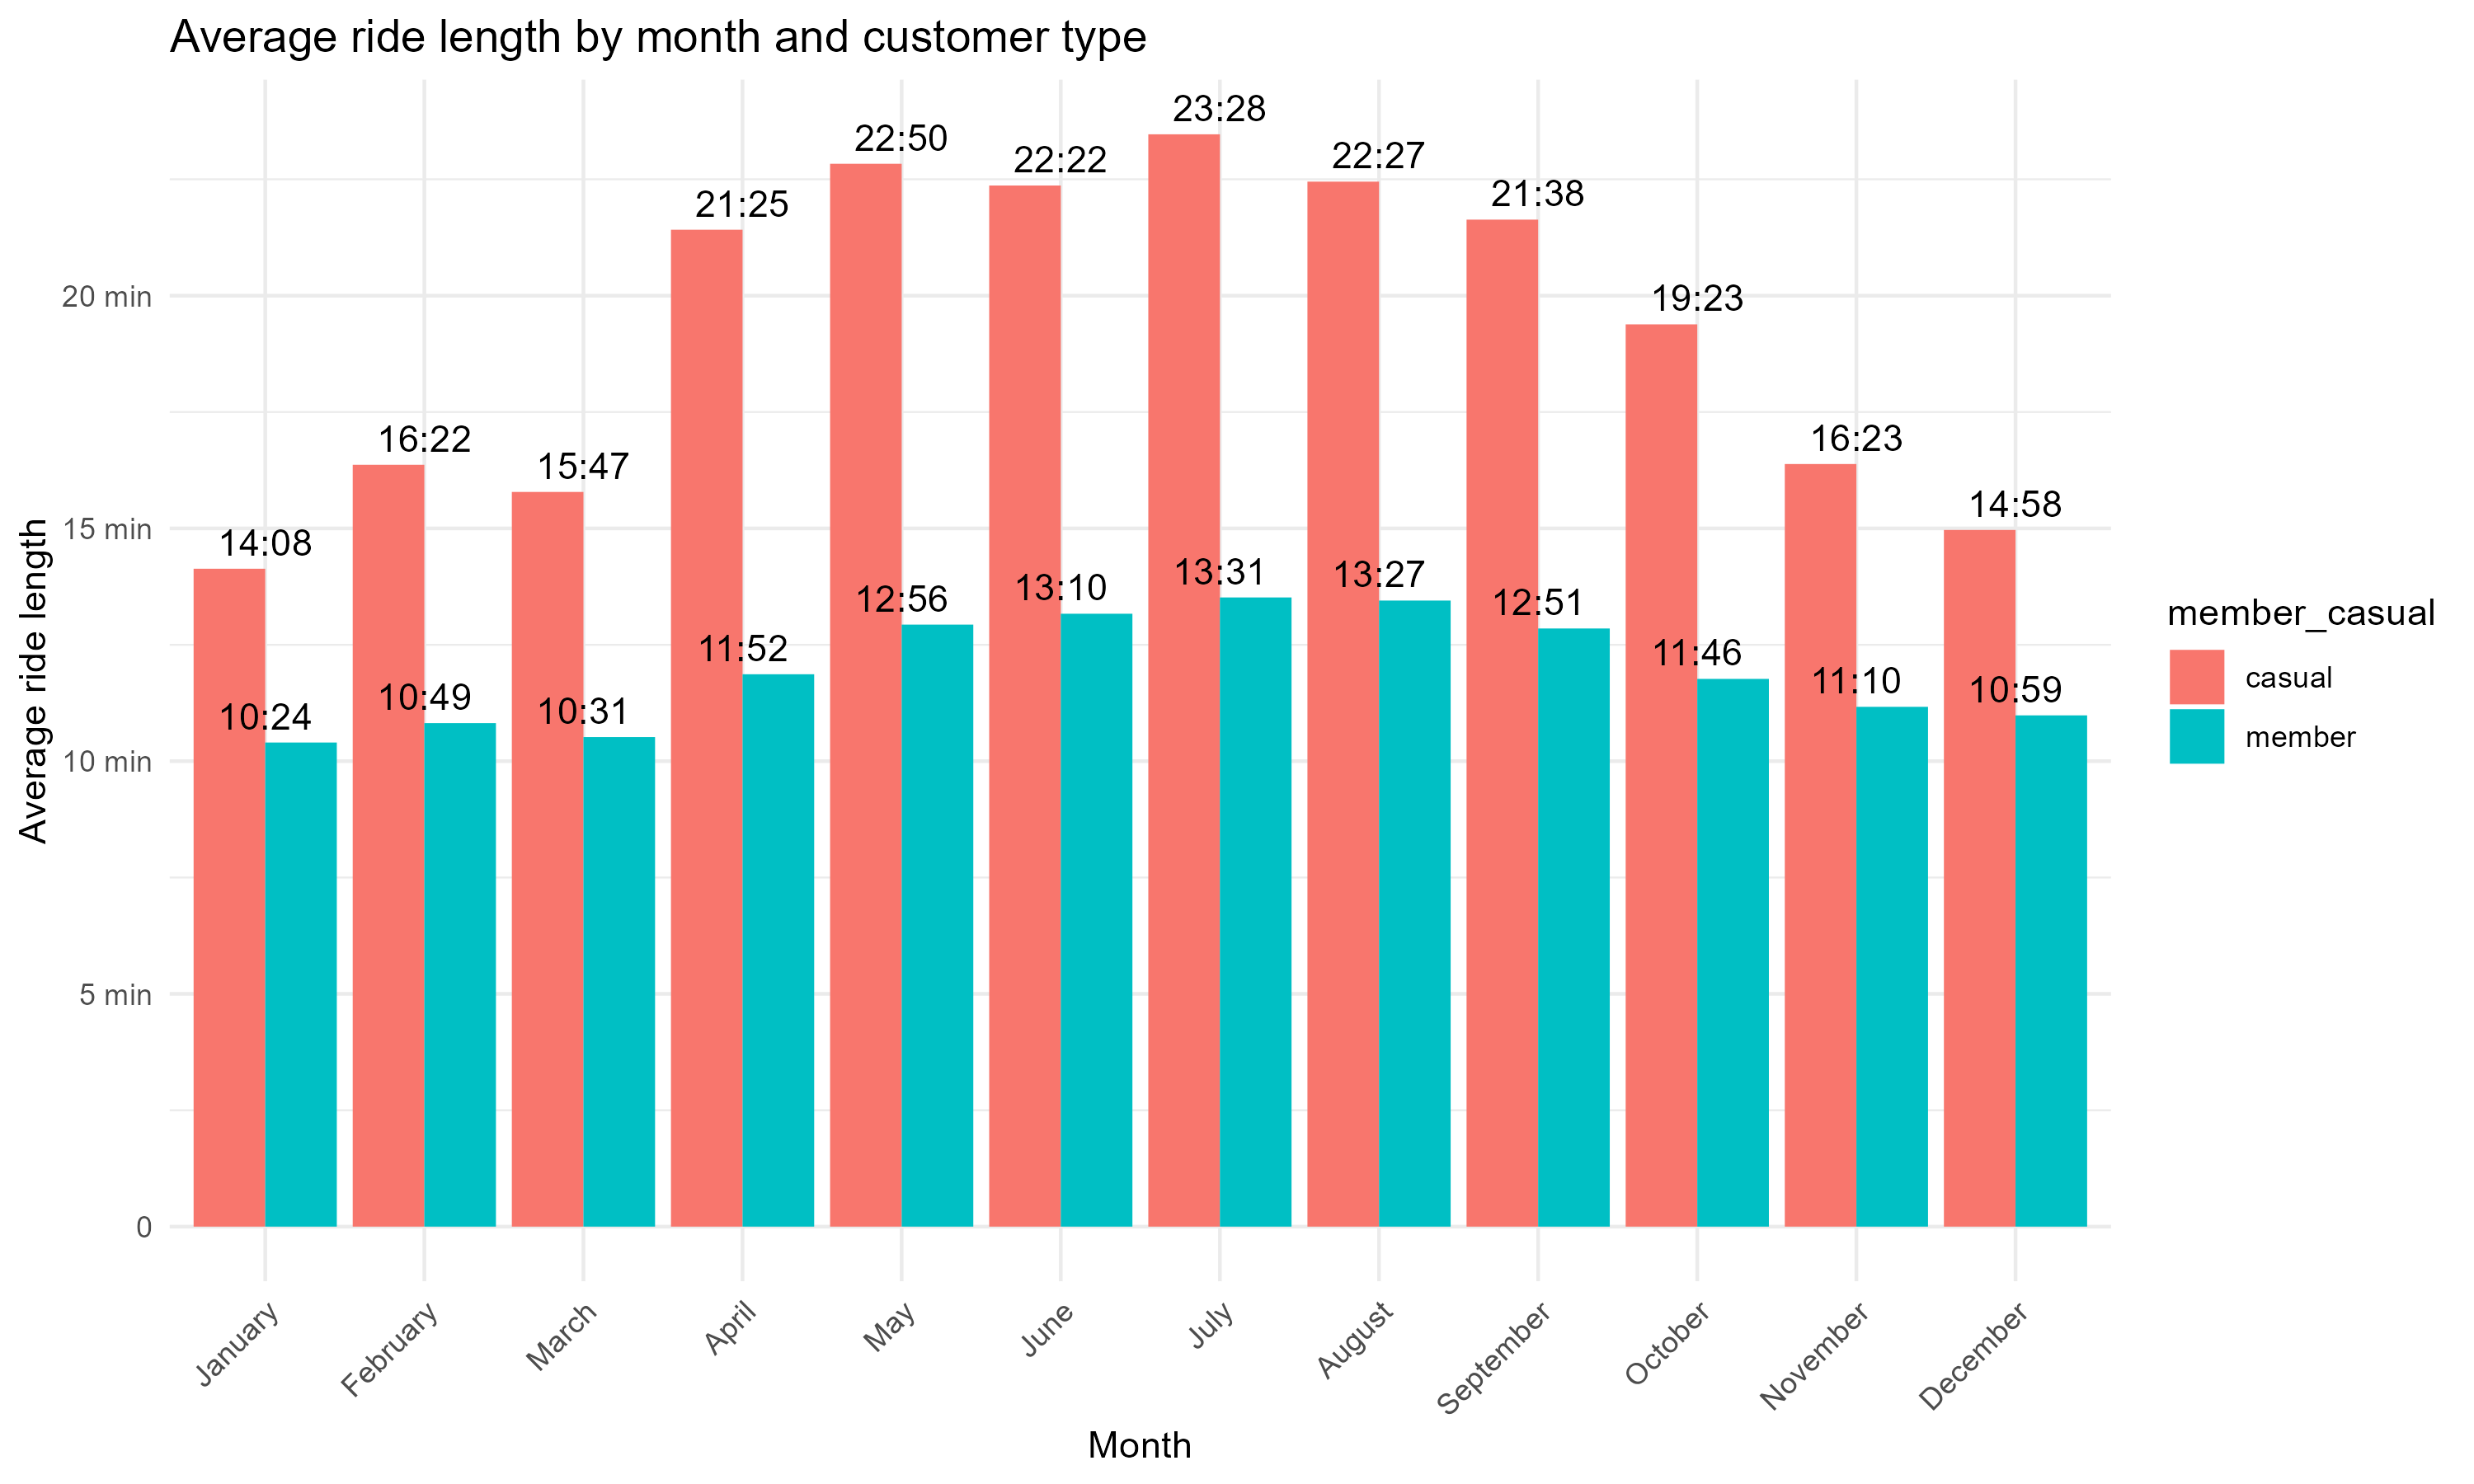 Average ride length by month and customer type
23:28
22:50
22:22
22:27
21:25
21:38
20 min
19:23
16:22
16:23
15:47
14:58
15 min
14:08
13:31
13:27
13:10
12:56
12:51
11:52
11:46
11:10
10:59
10:49
10:31
10:24
10 min
5 min
0
Average ride length
January
February
March
April
May
June
July
August
September
October
November
December
Month
member_casual
casual
member